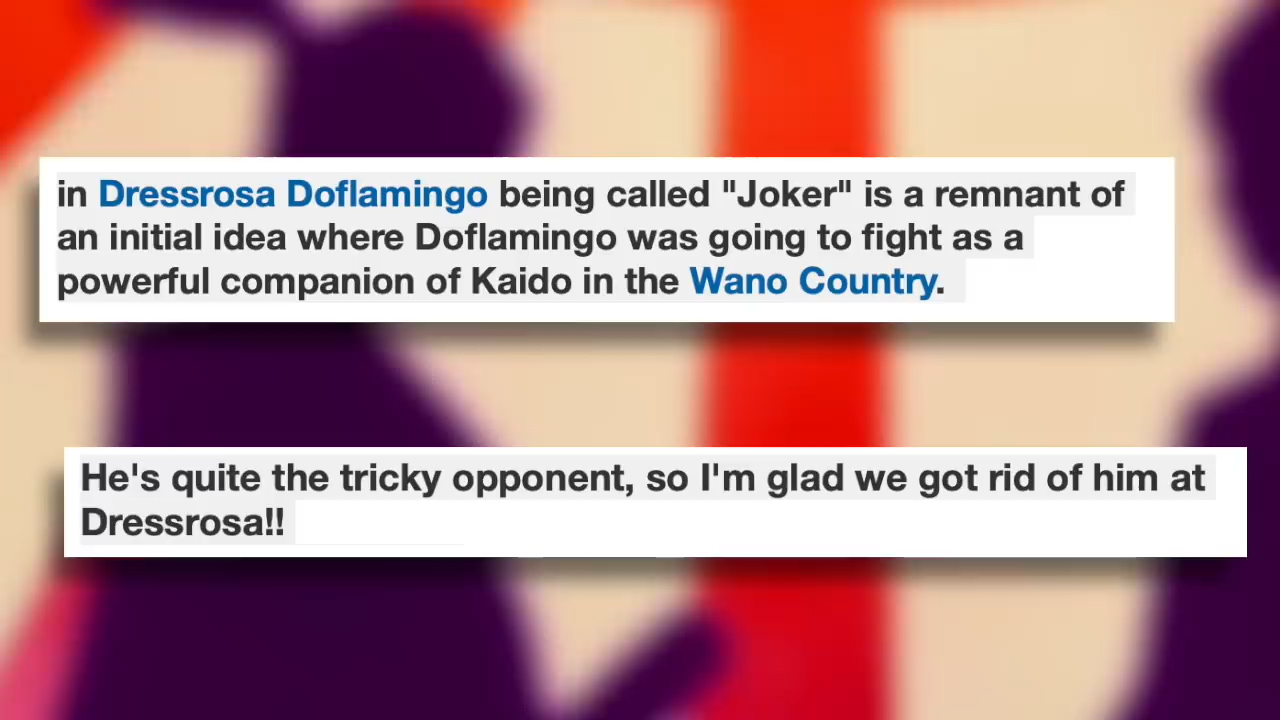 in Dressrosa Doflamingo being called "Joker" is a remnant of
an initial idea where Doflamingo was going to fight as a
powerful companion of Kaido in the Wano Country.
He's quite the tricky opponent, so I'm glad we got rid of him at
Dressrosa!!